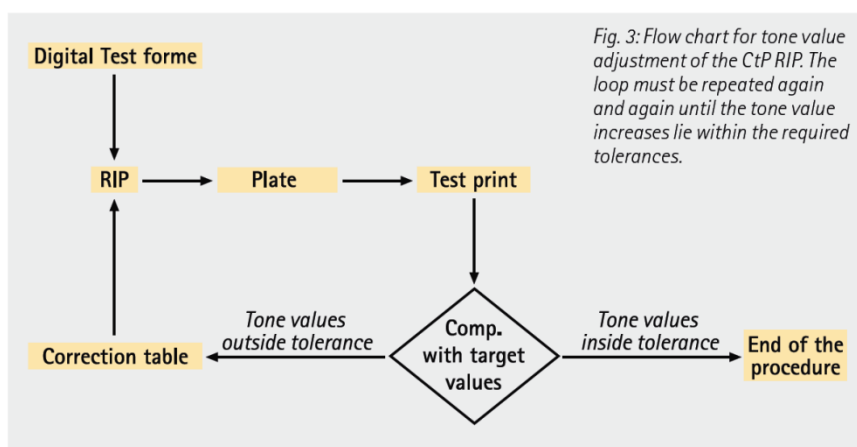 Digital Test forme
Fig. 3: Flow chart for tone value
adjustment of the CtP RIP. The
loop must be repeated again
and again until the tone value
increases lie within the required
tolerances.
RIP
Plate
Test print
Tone values
outside tolerance
Comp.
with target
values
Tone values
inside tolerance
Correction table
End of the
procedure